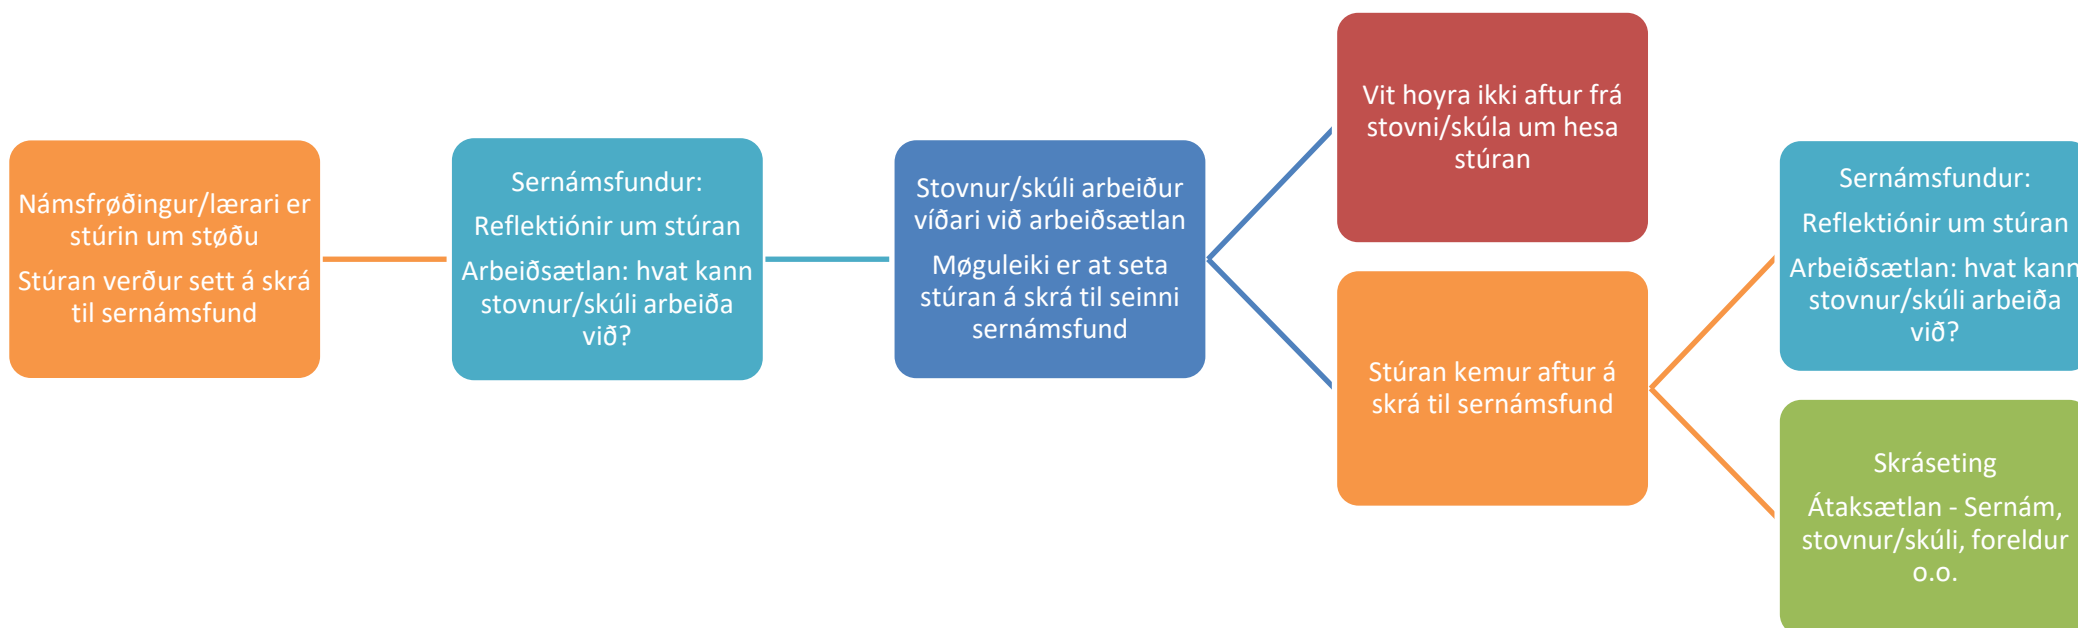 Námsfrøðingur/lærari er
stúrin um støðu
Stúran verður sett á skrá
til sernámsfund
Sernámsfundur:
Reflektiónir um stúran
Arbeiðsætlan: hvat kann
stovnur/skúli arbeiða
við?
Stovnur/skúli arbeiður
víðari við arbeiðsætlan
Møguleiki er at seta
stúran á skrá til seinni
sernámsfund
Vit hoyra ikki aftur frá
stovni/skúla um hesa
stúran
Stúran kemur aftur á
skrá til sernámsfund
Sernámsfundur:
Reflektiónir um stúran
Arbeiðsætlan: hvat kann
stovnur/skúli arbeiða
við?
Skráseting
Átaksætlan - Sernám,
stovnur/skúli, foreldur
o.o.